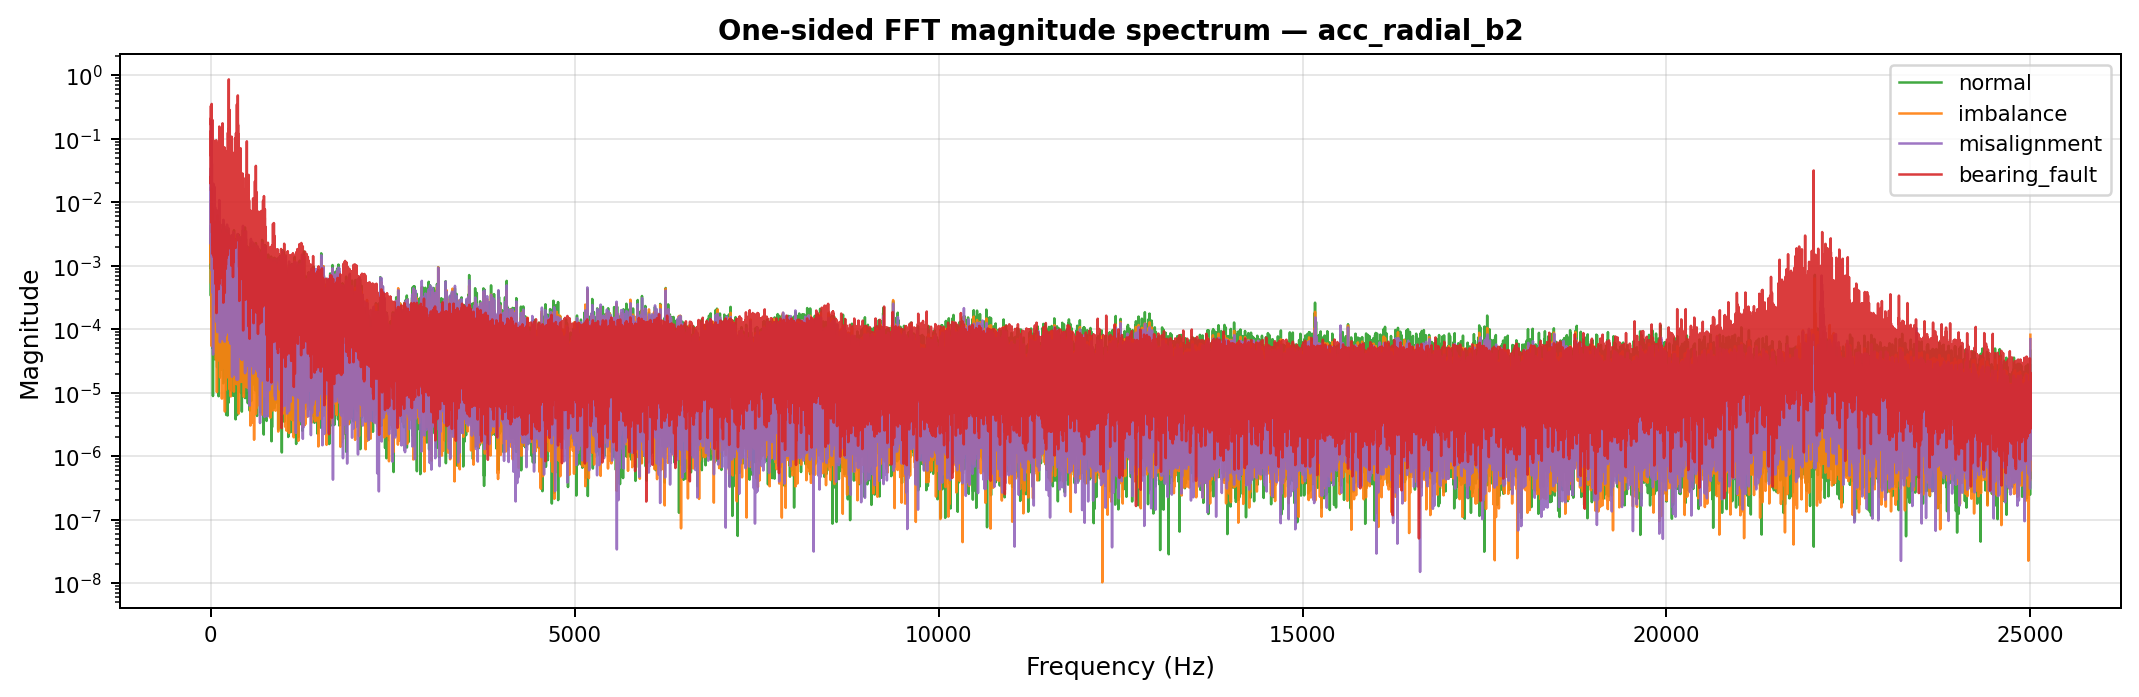 One-sided FFT magnitude spectrum — acc_radial_b2
normal
imbalance
misalignment
bearing_fault
Magnitude
10⁰
10⁻¹
10⁻²
10⁻³
10⁻⁴
10⁻⁵
10⁻⁶
10⁻⁷
10⁻⁸
0 5000 10000 15000 20000 25000
Frequency (Hz)